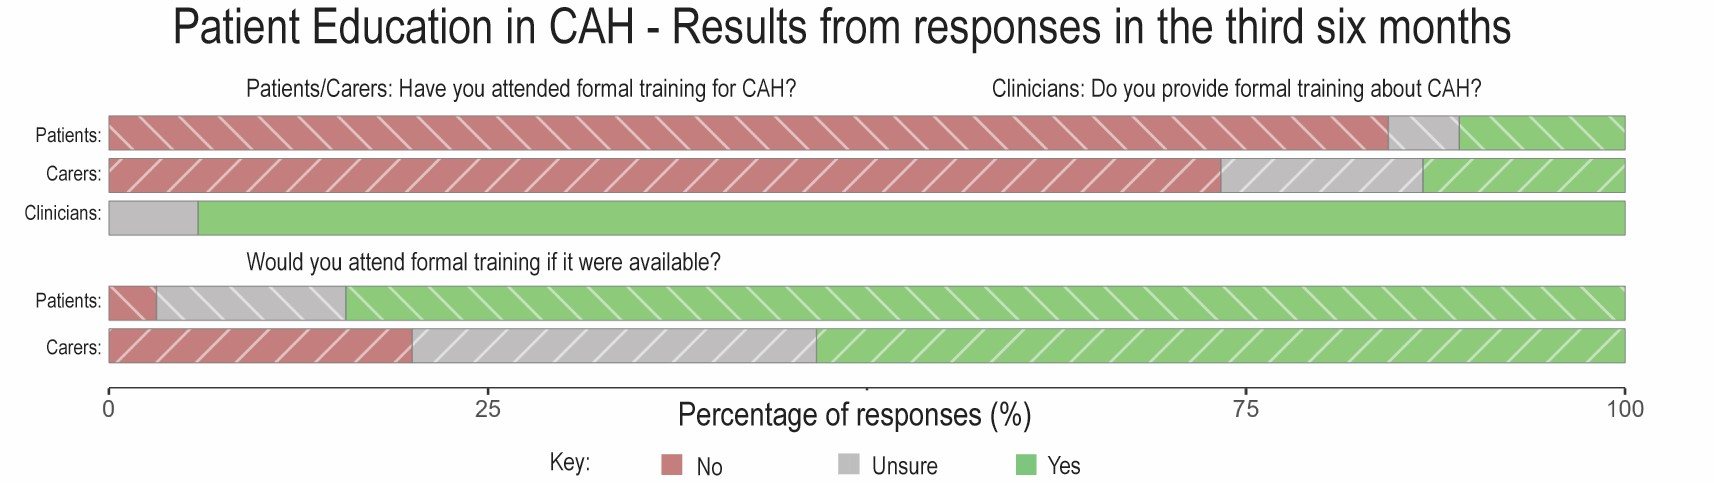 Patient Education in CAH - Results from responses in the third six months
Patients/Carers: Have you attended formal training for CAH?
Clinicians: Do you provide formal training about CAH?
Patients:
Carers:
Clinicians:
Would you attend formal training if it were available?
Patients:
Carers:
0 25 75 100
Percentage of responses (%)
Key: No Unsure Yes